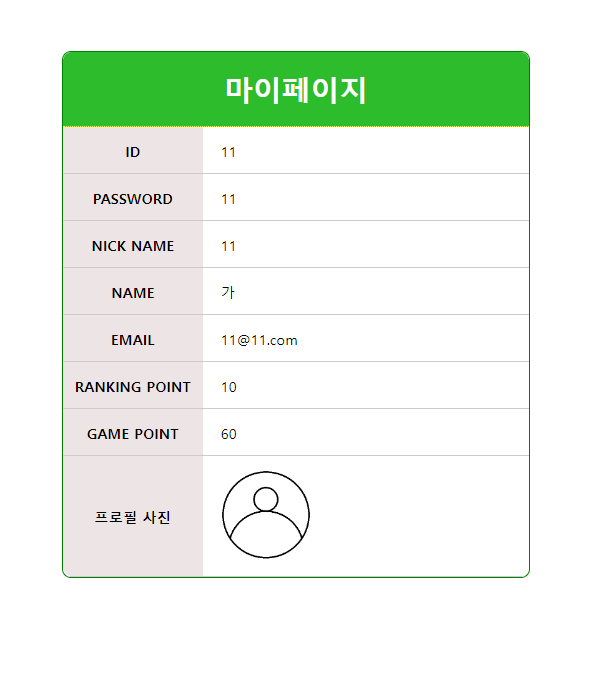 마이페이지
ID 11
PASSWORD 11
NICK NAME 11
NAME 가
EMAIL 11@11.com
RANKING POINT 10
GAME POINT 60
프로필 사진